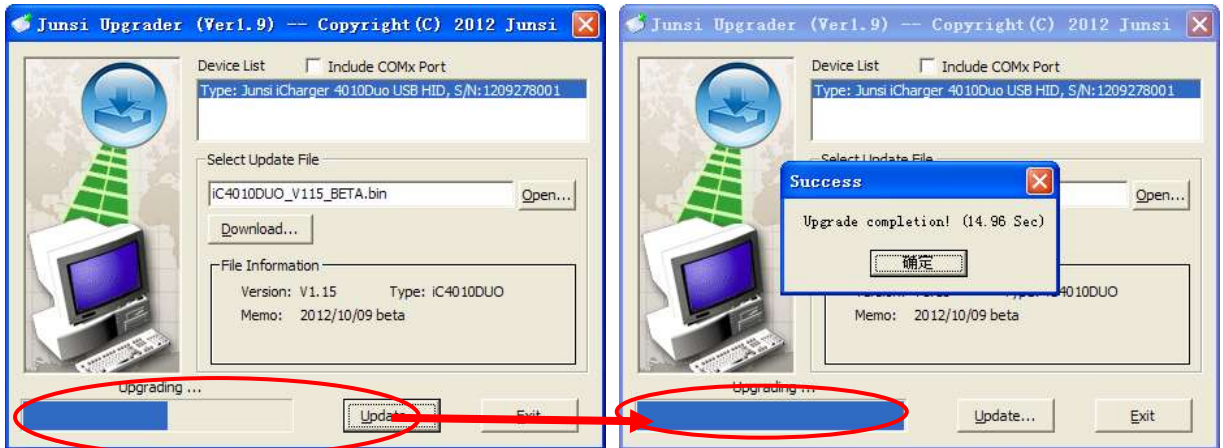 Junsi Upgrader (Ver1.9) -- Copyright(C) 2012 Junsi
Device List Include COMx Port
Type: Junsi iCharger 4010Duo USB HID, S/N:1209278001
Select Update File
iC4010DUO_V115_BETA.bin Open...
Download...
File Information
Version: V1.15 Type: iC4010DUO
Memo: 2012/10/09 beta
Upgrading ...
Update... Exit
Junsi Upgrader (Ver1.9) -- Copyright(C) 2012 Junsi
Device List Include COMx Port
Type: Junsi iCharger 4010Duo USB HID, S/N:1209278001
Select Update File
Open...
Success
Upgrade completion! (14.96 Sec)
确定
4010DUO
Memo: 2012/10/09 beta
Upgrading ...
Update... Exit